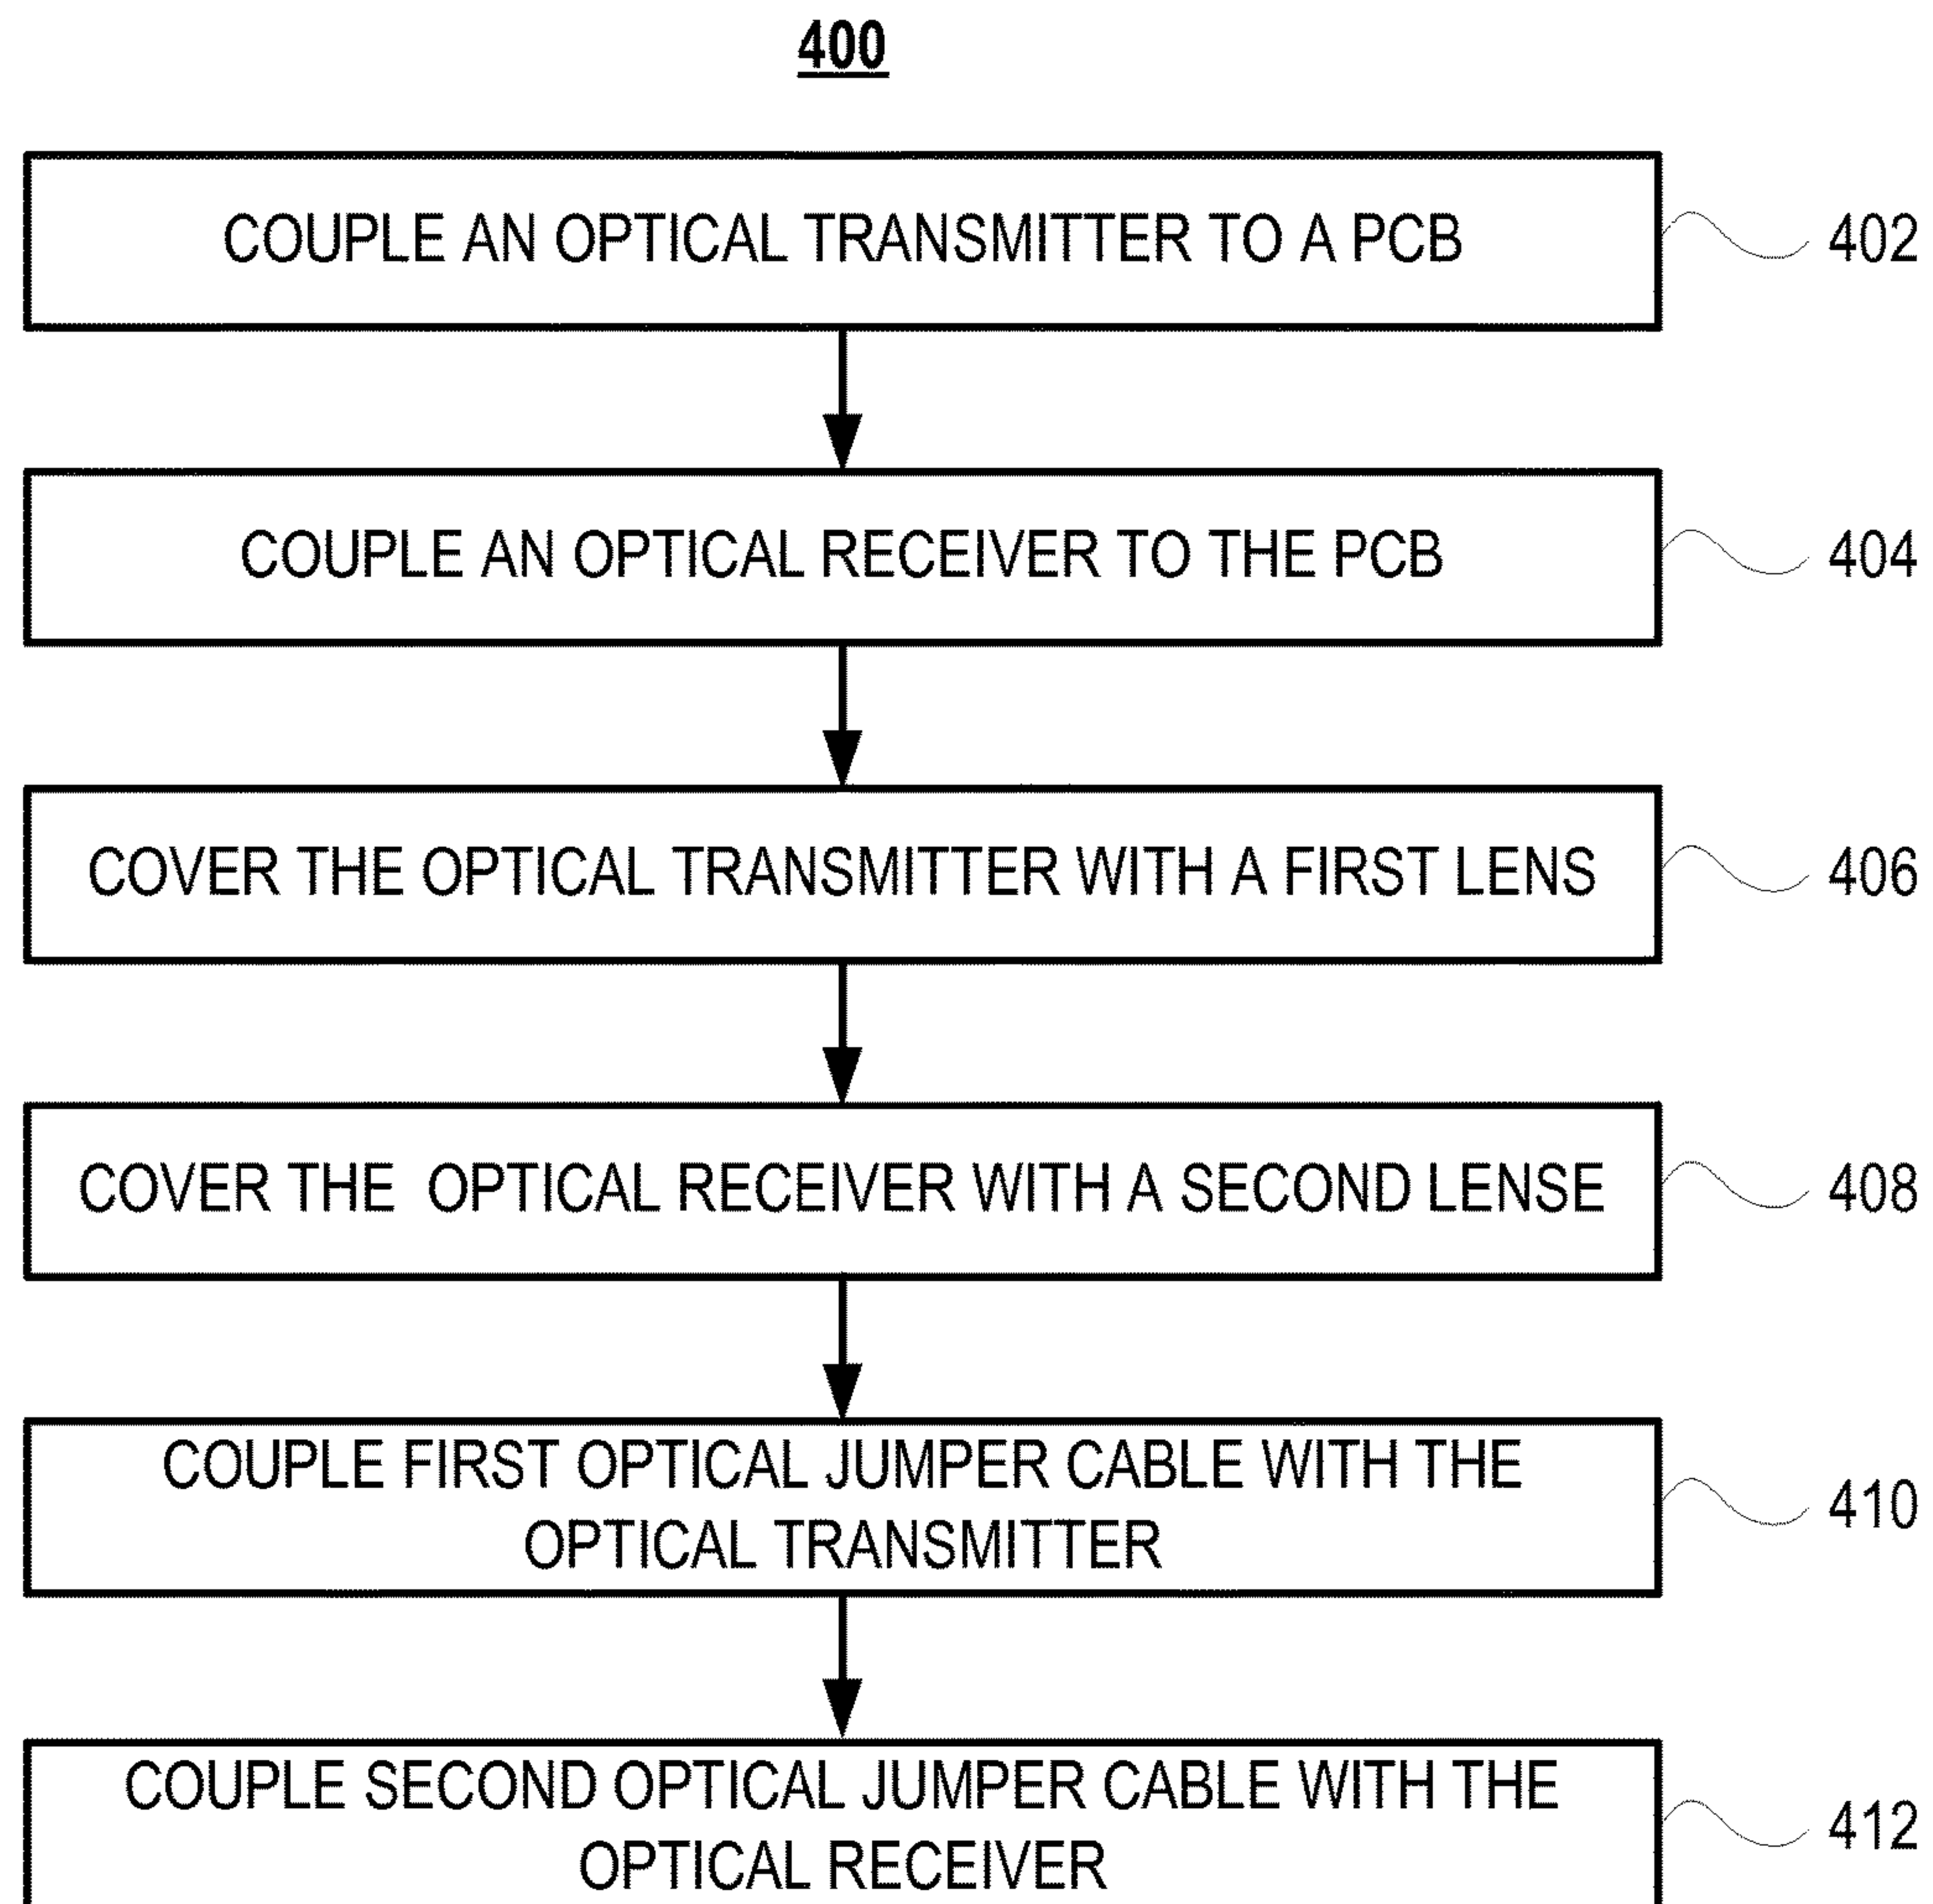 400
COUPLE AN OPTICAL TRANSMITTER TO A PCB
402
COUPLE AN OPTICAL RECEIVER TO THE PCB
404
COVER THE OPTICAL TRANSMITTER WITH A FIRST LENS
406
COVER THE  OPTICAL RECEIVER WITH A SECOND LENSE
408
COUPLE FIRST OPTICAL JUMPER CABLE WITH THE
OPTICAL TRANSMITTER
410
COUPLE SECOND OPTICAL JUMPER CABLE WITH THE
OPTICAL RECEIVER
412